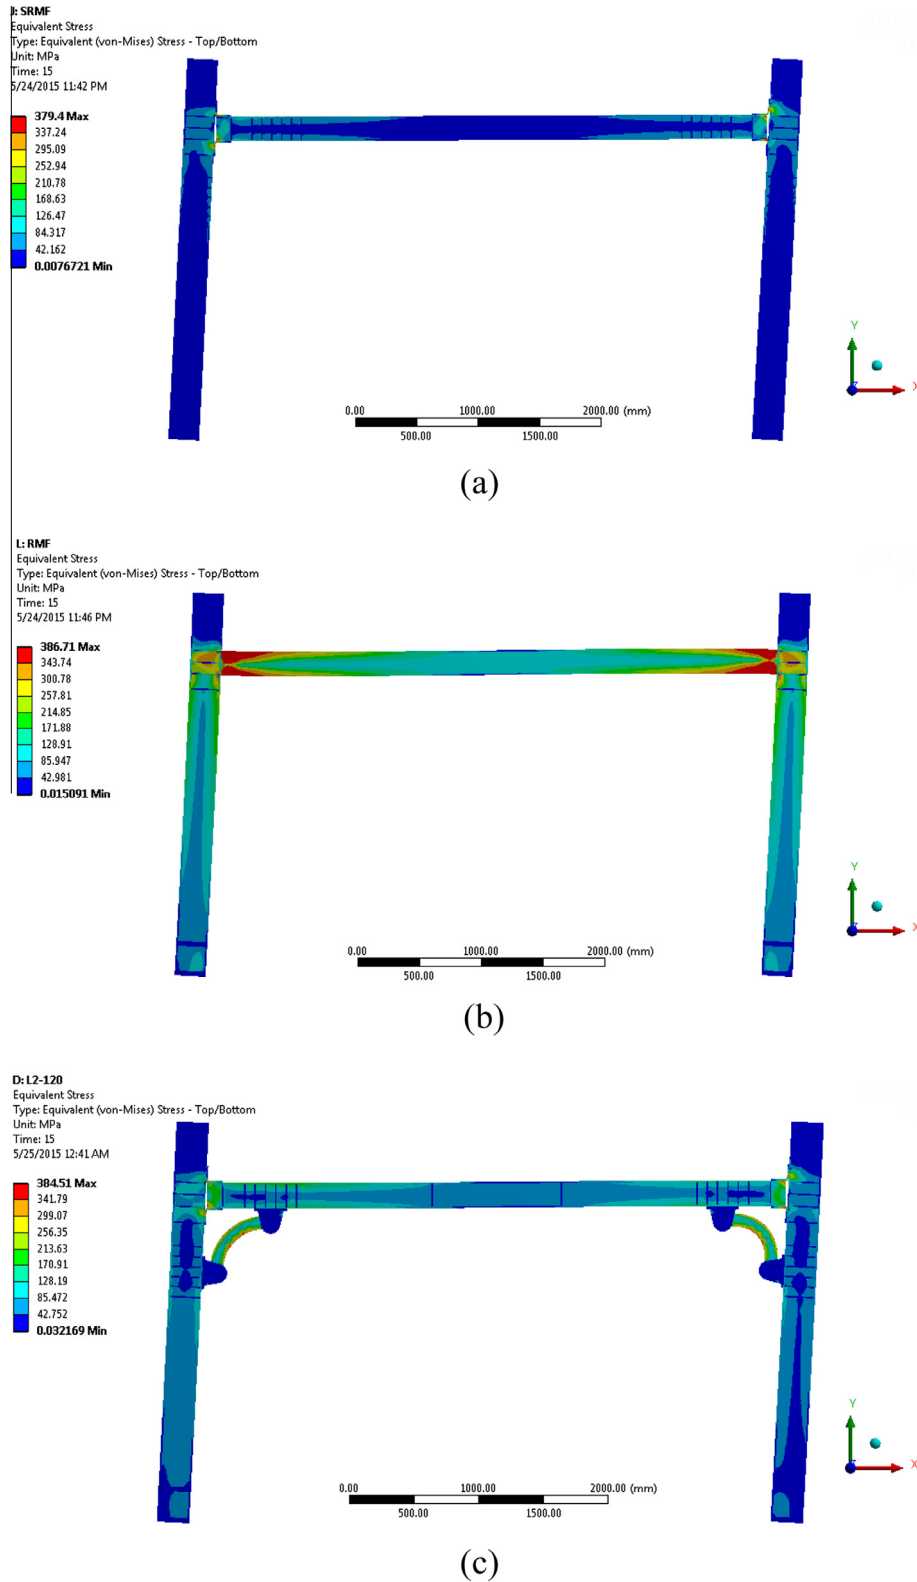 J: SRMF
Equivalent Stress
Type: Equivalent (von-Mises) Stress - Top/Bottom
Unit: MPa
Time: 15
5/24/2015 11:42 PM
379.4 Max
337.24
295.09
252.94
210.78
168.63
126.47
84.317
42.162
0.0076721 Min
Y
X
0.00 1000.00 2000.00 (mm)
500.00 1500.00
(a)
L: RMF
Equivalent Stress
Type: Equivalent (von-Mises) Stress - Top/Bottom
Unit: MPa
Time: 15
5/24/2015 11:46 PM
386.71 Max
343.74
300.78
257.81
214.85
171.88
128.91
85.947
42.981
0.015091 Min
Y
X
0.00 1000.00 2000.00 (mm)
500.00 1500.00
(b)
D: L2-120
Equivalent Stress
Type: Equivalent (von-Mises) Stress - Top/Bottom
Unit: MPa
Time: 15
5/25/2015 12:41 AM
384.51 Max
341.79
299.07
256.35
213.63
170.91
128.19
85.472
42.752
0.032169 Min
Y
X
0.00 1000.00 2000.00 (mm)
500.00 1500.00
(c)